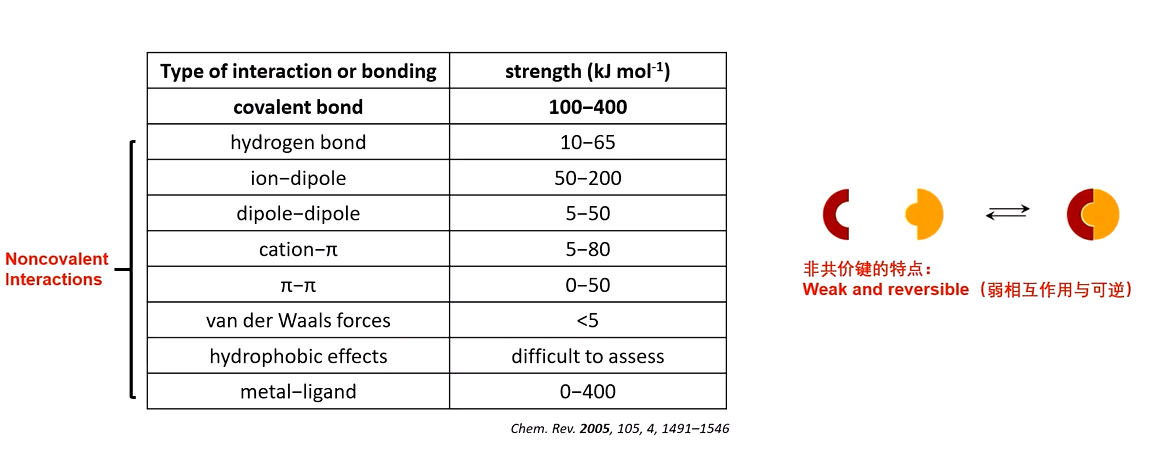 Type of interaction or bonding strength (kJ mol-1)
covalent bond 100−400
hydrogen bond 10−65
ion−dipole 50−200
dipole−dipole 5−50
cation−π 5−80
π−π 0−50
van der Waals forces <5
hydrophobic effects difficult to assess
metal−ligand 0−400
Noncovalent
Interactions
Chem. Rev. 2005, 105, 4, 1491–1546
非共价键的特点：
Weak and reversible（弱相互作用与可逆）